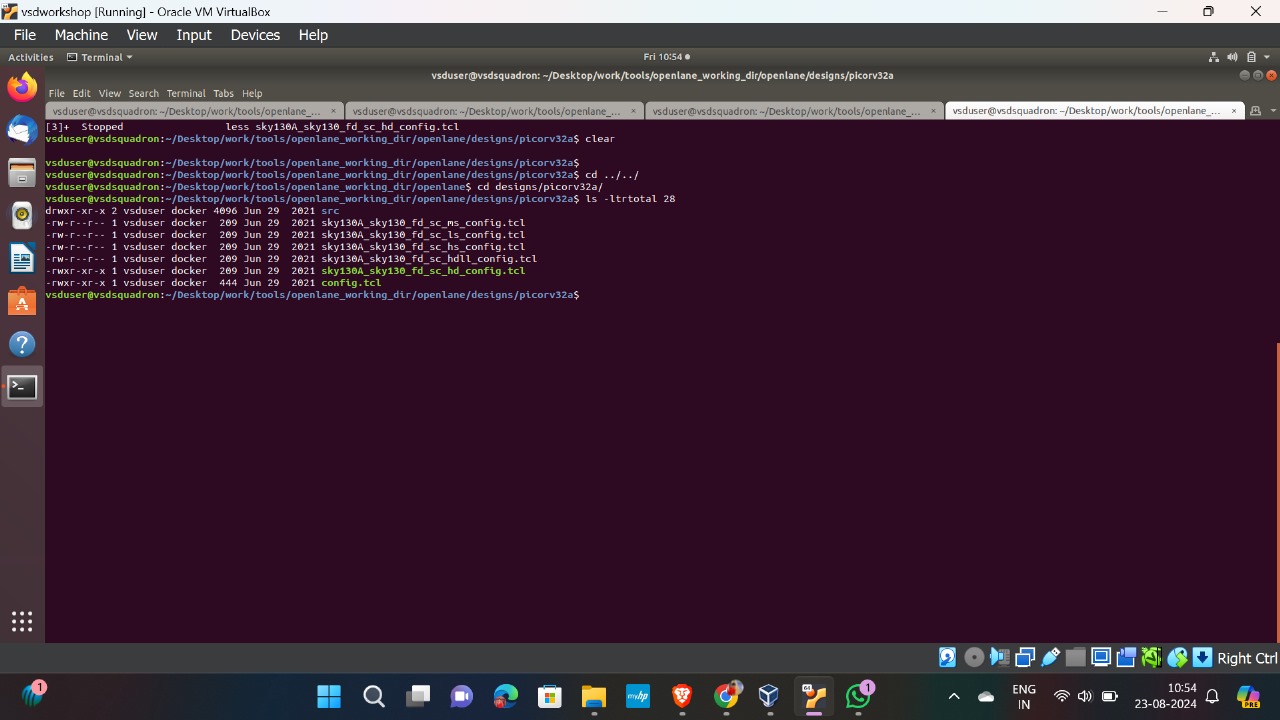 vsdworkshop [Running] - Oracle VM VirtualBox
File Machine View Input Devices Help
Activities Terminal Fri 10:54
vsduser@vsdsquadron: ~/Desktop/work/tools/openlane_working_dir/openlane/designs/picorv32a
File Edit View Search Terminal Tabs Help
vsduser@vsdsquadron: ~/Desktop/work/tools/openlane_... vsduser@vsdsquadron: ~/Desktop/work/tools/openlane_... vsduser@vsdsquadron: ~/Desktop/work/tools/openlane_... vsduser@vsdsquadron: ~/Desktop/work/tools/openlane_...
[3]+ Stopped less sky130A_sky130_fd_sc_hd_config.tcl
vsduser@vsdsquadron:~/Desktop/work/tools/openlane_working_dir/openlane/designs/picorv32a$ clear
vsduser@vsdsquadron:~/Desktop/work/tools/openlane_working_dir/openlane/designs/picorv32a$
vsduser@vsdsquadron:~/Desktop/work/tools/openlane_working_dir/openlane/designs/picorv32a$ cd ../../
vsduser@vsdsquadron:~/Desktop/work/tools/openlane_working_dir/openlane$ cd designs/picorv32a/
vsduser@vsdsquadron:~/Desktop/work/tools/openlane_working_dir/openlane/designs/picorv32a$ ls -ltrtotal 28
drwxr-xr-x 2 vsduser docker 4096 Jun 29 2021 src
-rw-r--r-- 1 vsduser docker 209 Jun 29 2021 sky130A_sky130_fd_sc_ms_config.tcl
-rw-r--r-- 1 vsduser docker 209 Jun 29 2021 sky130A_sky130_fd_sc_ls_config.tcl
-rw-r--r-- 1 vsduser docker 209 Jun 29 2021 sky130A_sky130_fd_sc_hs_config.tcl
-rw-r--r-- 1 vsduser docker 209 Jun 29 2021 sky130A_sky130_fd_sc_hdll_config.tcl
-rwxr-xr-x 1 vsduser docker 209 Jun 29 2021 sky130A_sky130_fd_sc_hd_config.tcl
-rwxr-xr-x 1 vsduser docker 444 Jun 29 2021 config.tcl
vsduser@vsdsquadron:~/Desktop/work/tools/openlane_working_dir/openlane/designs/picorv32a$
Right Ctrl
1
myhp
64
1
ENG
IN
10:54
23-08-2024
PRE